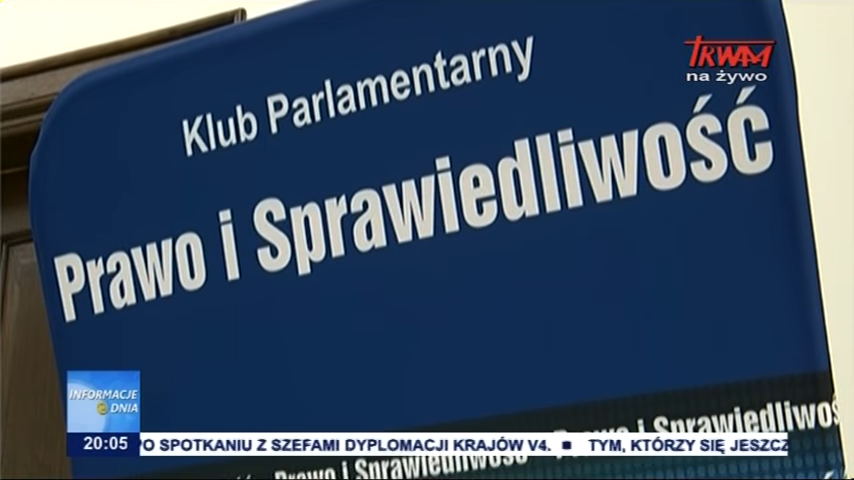 TRWAM
na żywo
Klub Parlamentarny
Prawo i Sprawiedliwość
INFORMACJE
DNIA
Prawo i Sprawiedliwoś
20:05 PO SPOTKANIU Z SZEFAMI DYPLOMACJI KRAJÓW V4. ■ TYM, KTÓRZY SIĘ JESZCZ
Prawo i Sprawiedliwość